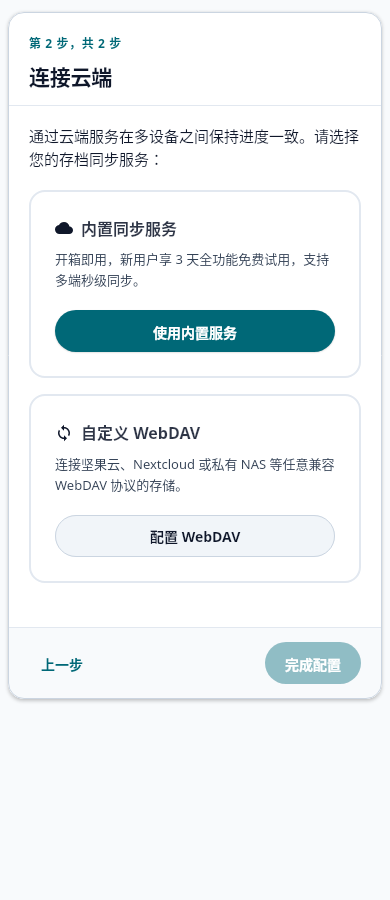 第 2 步，共 2 步
连接云端
通过云端服务在多设备之间保持进度一致。请选择
您的存档同步服务：
内置同步服务
开箱即用，新用户享 3 天全功能免费试用，支持
多端秒级同步。
使用内置服务
自定义 WebDAV
连接坚果云、Nextcloud 或私有 NAS 等任意兼容
WebDAV 协议的存储。
配置 WebDAV
上一步
完成配置